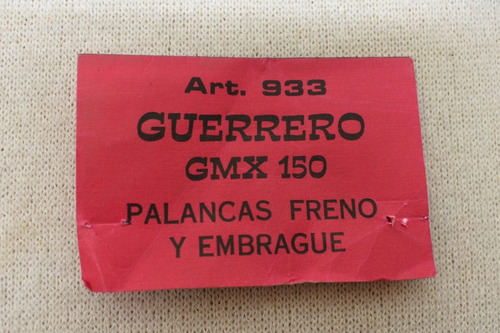 Art. 933
GUERRERO
GMX 150
PALANCAS FRENO
Y EMBRAGUE